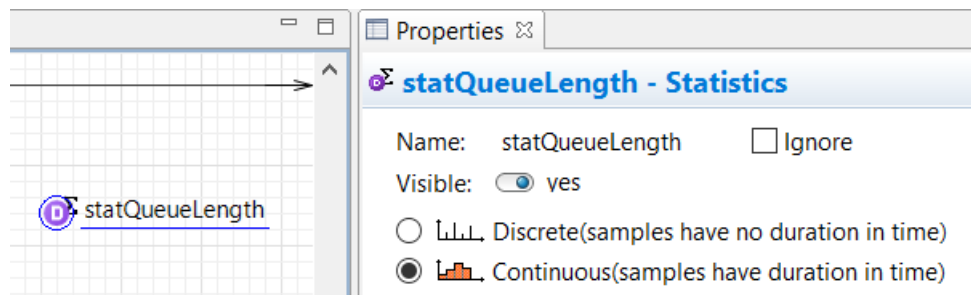 Properties
statQueueLength - Statistics
Name: statQueueLength Ignore
Visible: yes
D Σ statQueueLength
Discrete(samples have no duration in time)
Continuous(samples have duration in time)